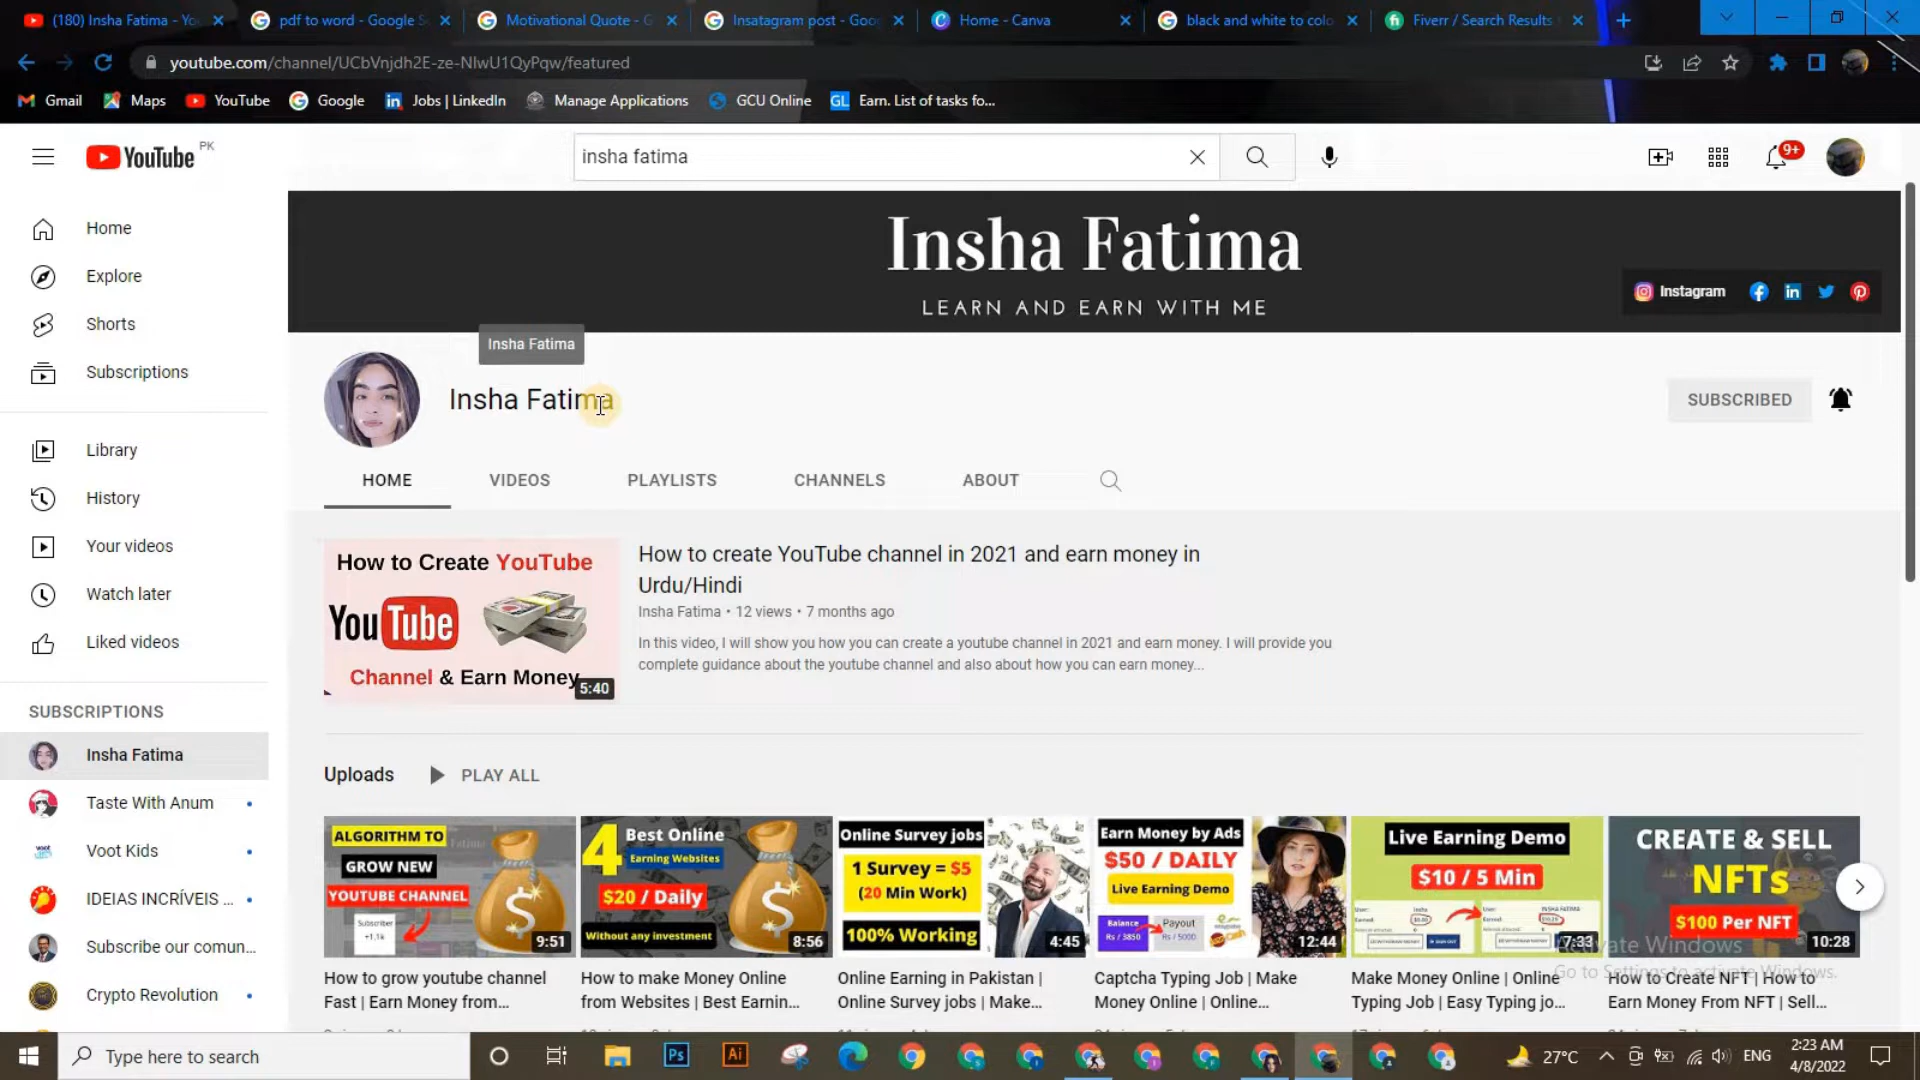 (180) Insha Fatima - Yo
pdf to word - Google S
Motivational Quote - G
Insatagram post - Goo
Home - Canva
black and white to colo
Fiverr / Search Results
youtube.com/channel/UCbVnjdh2E-ze-NlwU1QyPqw/featured
Gmail
Maps
YouTube
Google
Jobs | LinkedIn
Manage Applications
GCU Online
GL
Earn. List of tasks fo...
YouTube PK
insha fatima
9+
Home
Explore
Shorts
Subscriptions
Library
History
Your videos
Watch later
Liked videos
SUBSCRIPTIONS
Insha Fatima
Taste With Anum
Voot Kids
IDEIAS INCRÍVEIS ...
Subscribe our comun...
Crypto Revolution
Insha Fatima
LEARN AND EARN WITH ME
Instagram
Insha Fatima
Insha Fatima
SUBSCRIBED
HOME
VIDEOS
PLAYLISTS
CHANNELS
ABOUT
How to Create YouTube
YouTube
Channel & Earn Money
5:40
How to create YouTube channel in 2021 and earn money in
Urdu/Hindi
Insha Fatima • 12 views • 7 months ago
In this video, I will show you how you can create a youtube channel in 2021 and earn money. I will provide you
complete guidance about the youtube channel and also about how you can earn money...
Uploads
PLAY ALL
ALGORITHM TO
GROW NEW
YOUTUBE CHANNEL
Subscriber
+1.1k
9:51
How to grow youtube channel
Fast | Earn Money from...
4 Best Online
Earning Websites
$20 / Daily
Without any investment
8:56
How to make Money Online
from Websites | Best Earnin...
Online Survey jobs
1 Survey = $5
(20 Min Work)
100% Working
4:45
Online Earning in Pakistan |
Online Survey jobs | Make...
Earn Money by Ads
$50 / DAILY
Live Earning Demo
Balance
Rs / 3850
Payout
Rs / 5000
12:44
Captcha Typing Job | Make
Money Online | Online...
Live Earning Demo
$10 / 5 Min
7:33
Make Money Online | Online
Typing Job | Easy Typing jo...
CREATE & SELL
NFTs
$100 Per NFT
10:28
How to Create NFT | How to
Earn Money From NFT | Sell...
Activate Windows
Go to Settings to activate Windows.
Type here to search
Ps
Ai
27°C
ENG
2:23 AM
4/8/2022